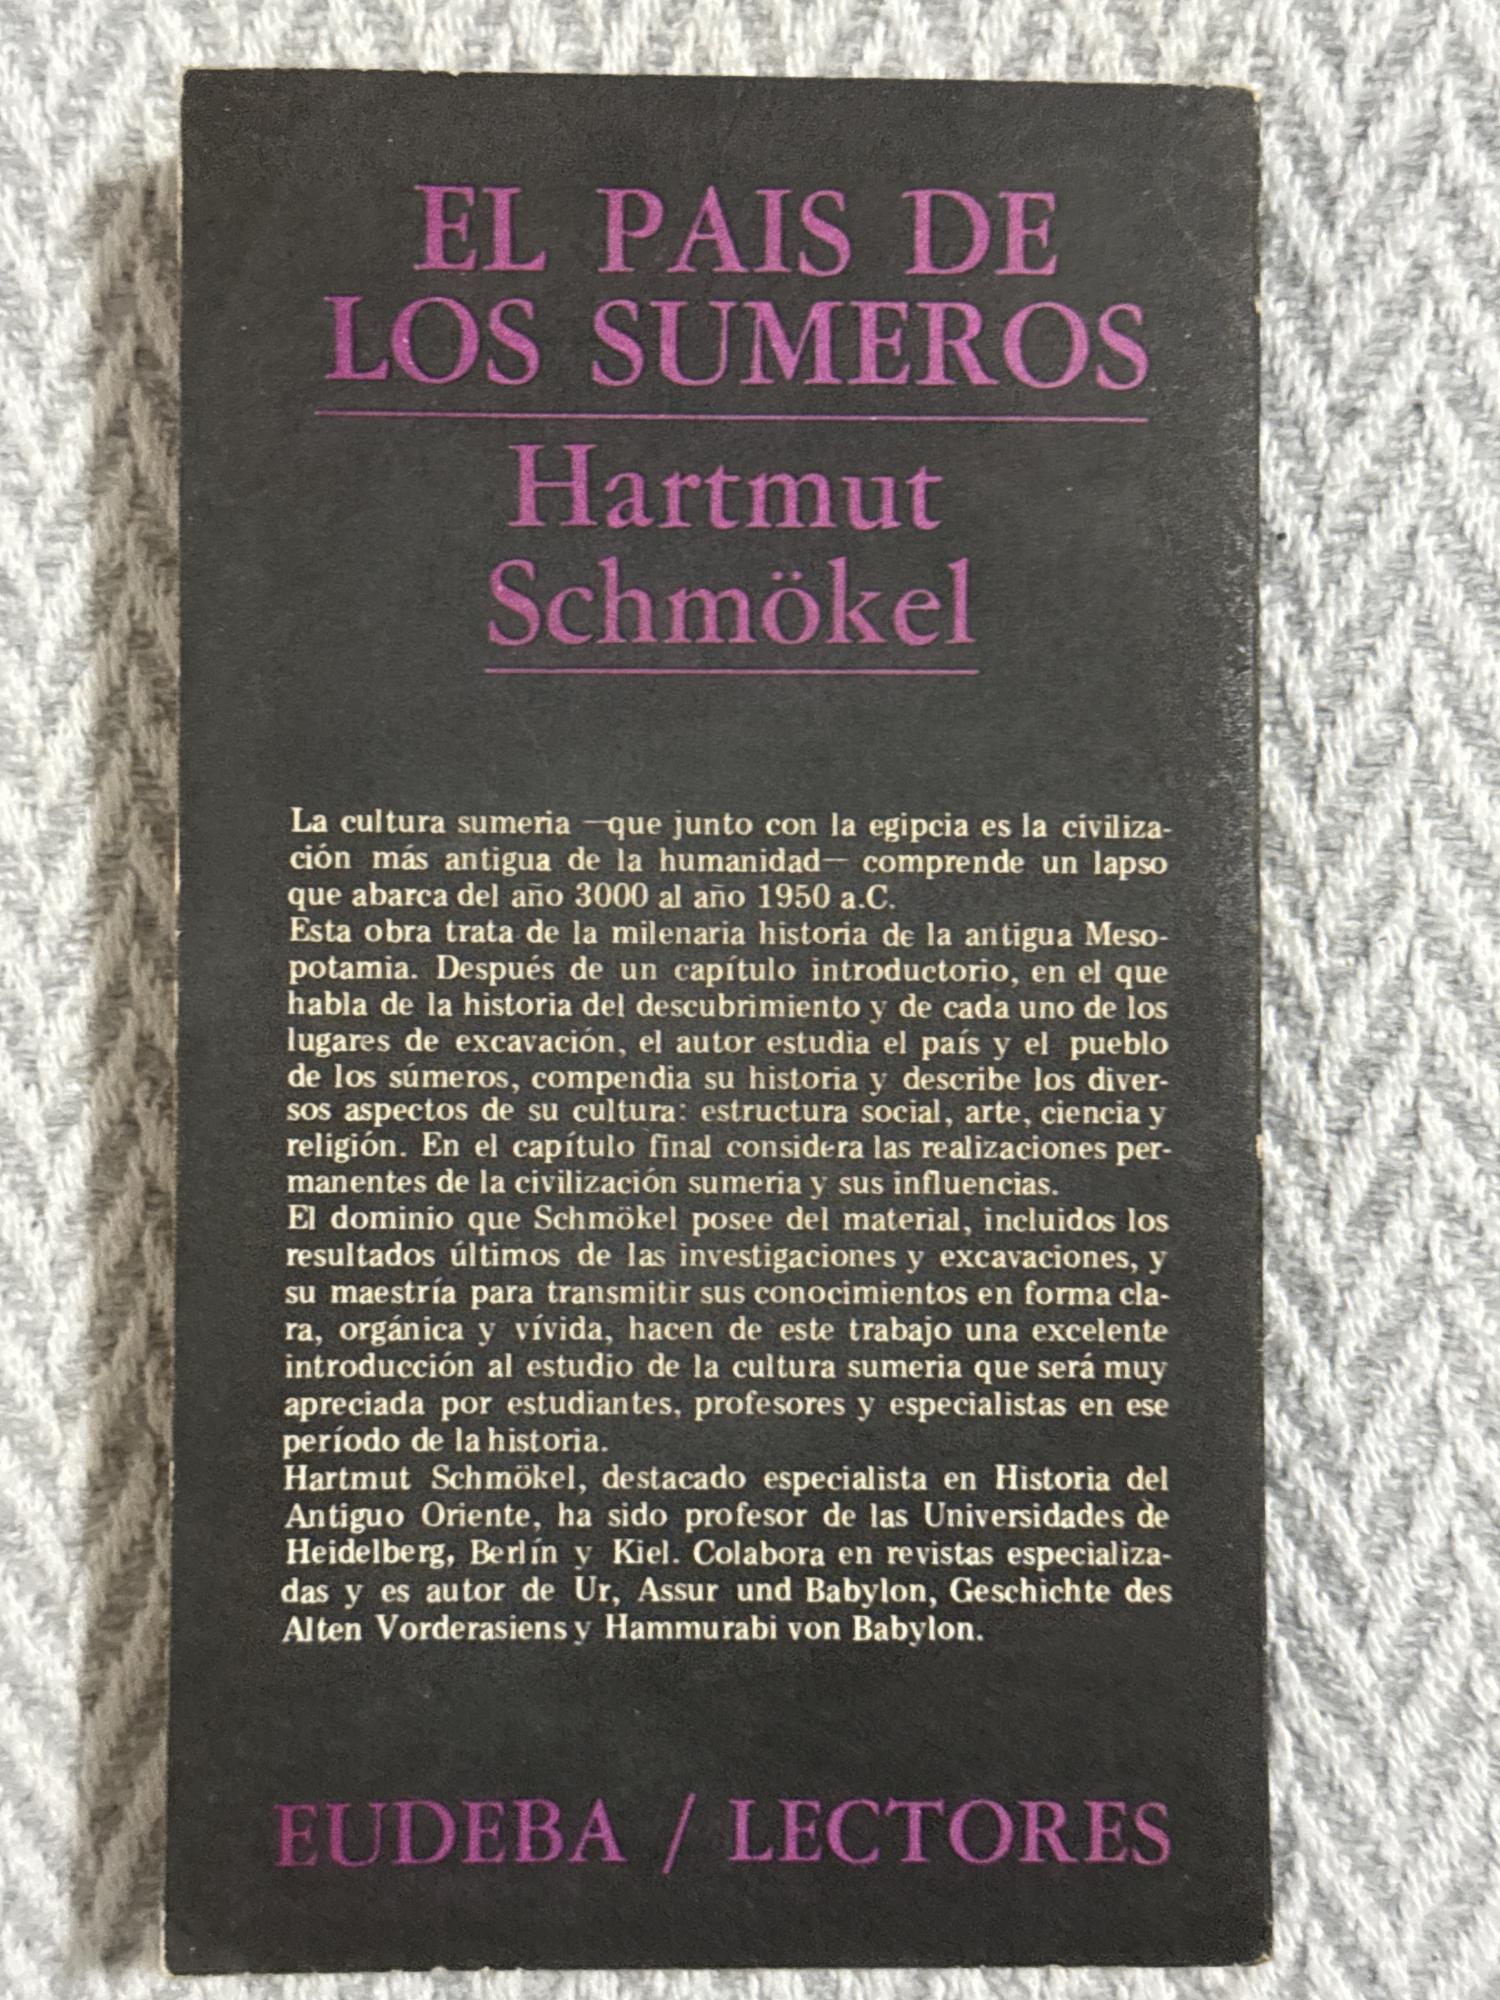 EL PAIS DE
LOS SUMEROS
Hartmut
Schmökel
La cultura sumeria —que junto con la egipcia es la civiliza-
ción más antigua de la humanidad— comprende un lapso
que abarca del año 3000 al año 1950 a.C.
Esta obra trata de la milenaria historia de la antigua Meso-
potamia. Después de un capítulo introductorio, en el que
habla de la historia del descubrimiento y de cada uno de los
lugares de excavación, el autor estudia el país y el pueblo
de los súmeros, compendia su historia y describe los diver-
sos aspectos de su cultura: estructura social, arte, ciencia y
religión. En el capítulo final considera las realizaciones per-
manentes de la civilización sumeria y sus influencias.
El dominio que Schmökel posee del material, incluidos los
resultados últimos de las investigaciones y excavaciones, y
su maestría para transmitir sus conocimientos en forma cla-
ra, orgánica y vívida, hacen de este trabajo una excelente
introducción al estudio de la cultura sumeria que será muy
apreciada por estudiantes, profesores y especialistas en ese
período de la historia.
Hartmut Schmökel, destacado especialista en Historia del
Antiguo Oriente, ha sido profesor de las Universidades de
Heidelberg, Berlín y Kiel. Colabora en revistas especializa-
das y es autor de Ur, Assur und Babylon, Geschichte des
Alten Vorderasiens y Hammurabi von Babylon.
EUDEBA / LECTORES